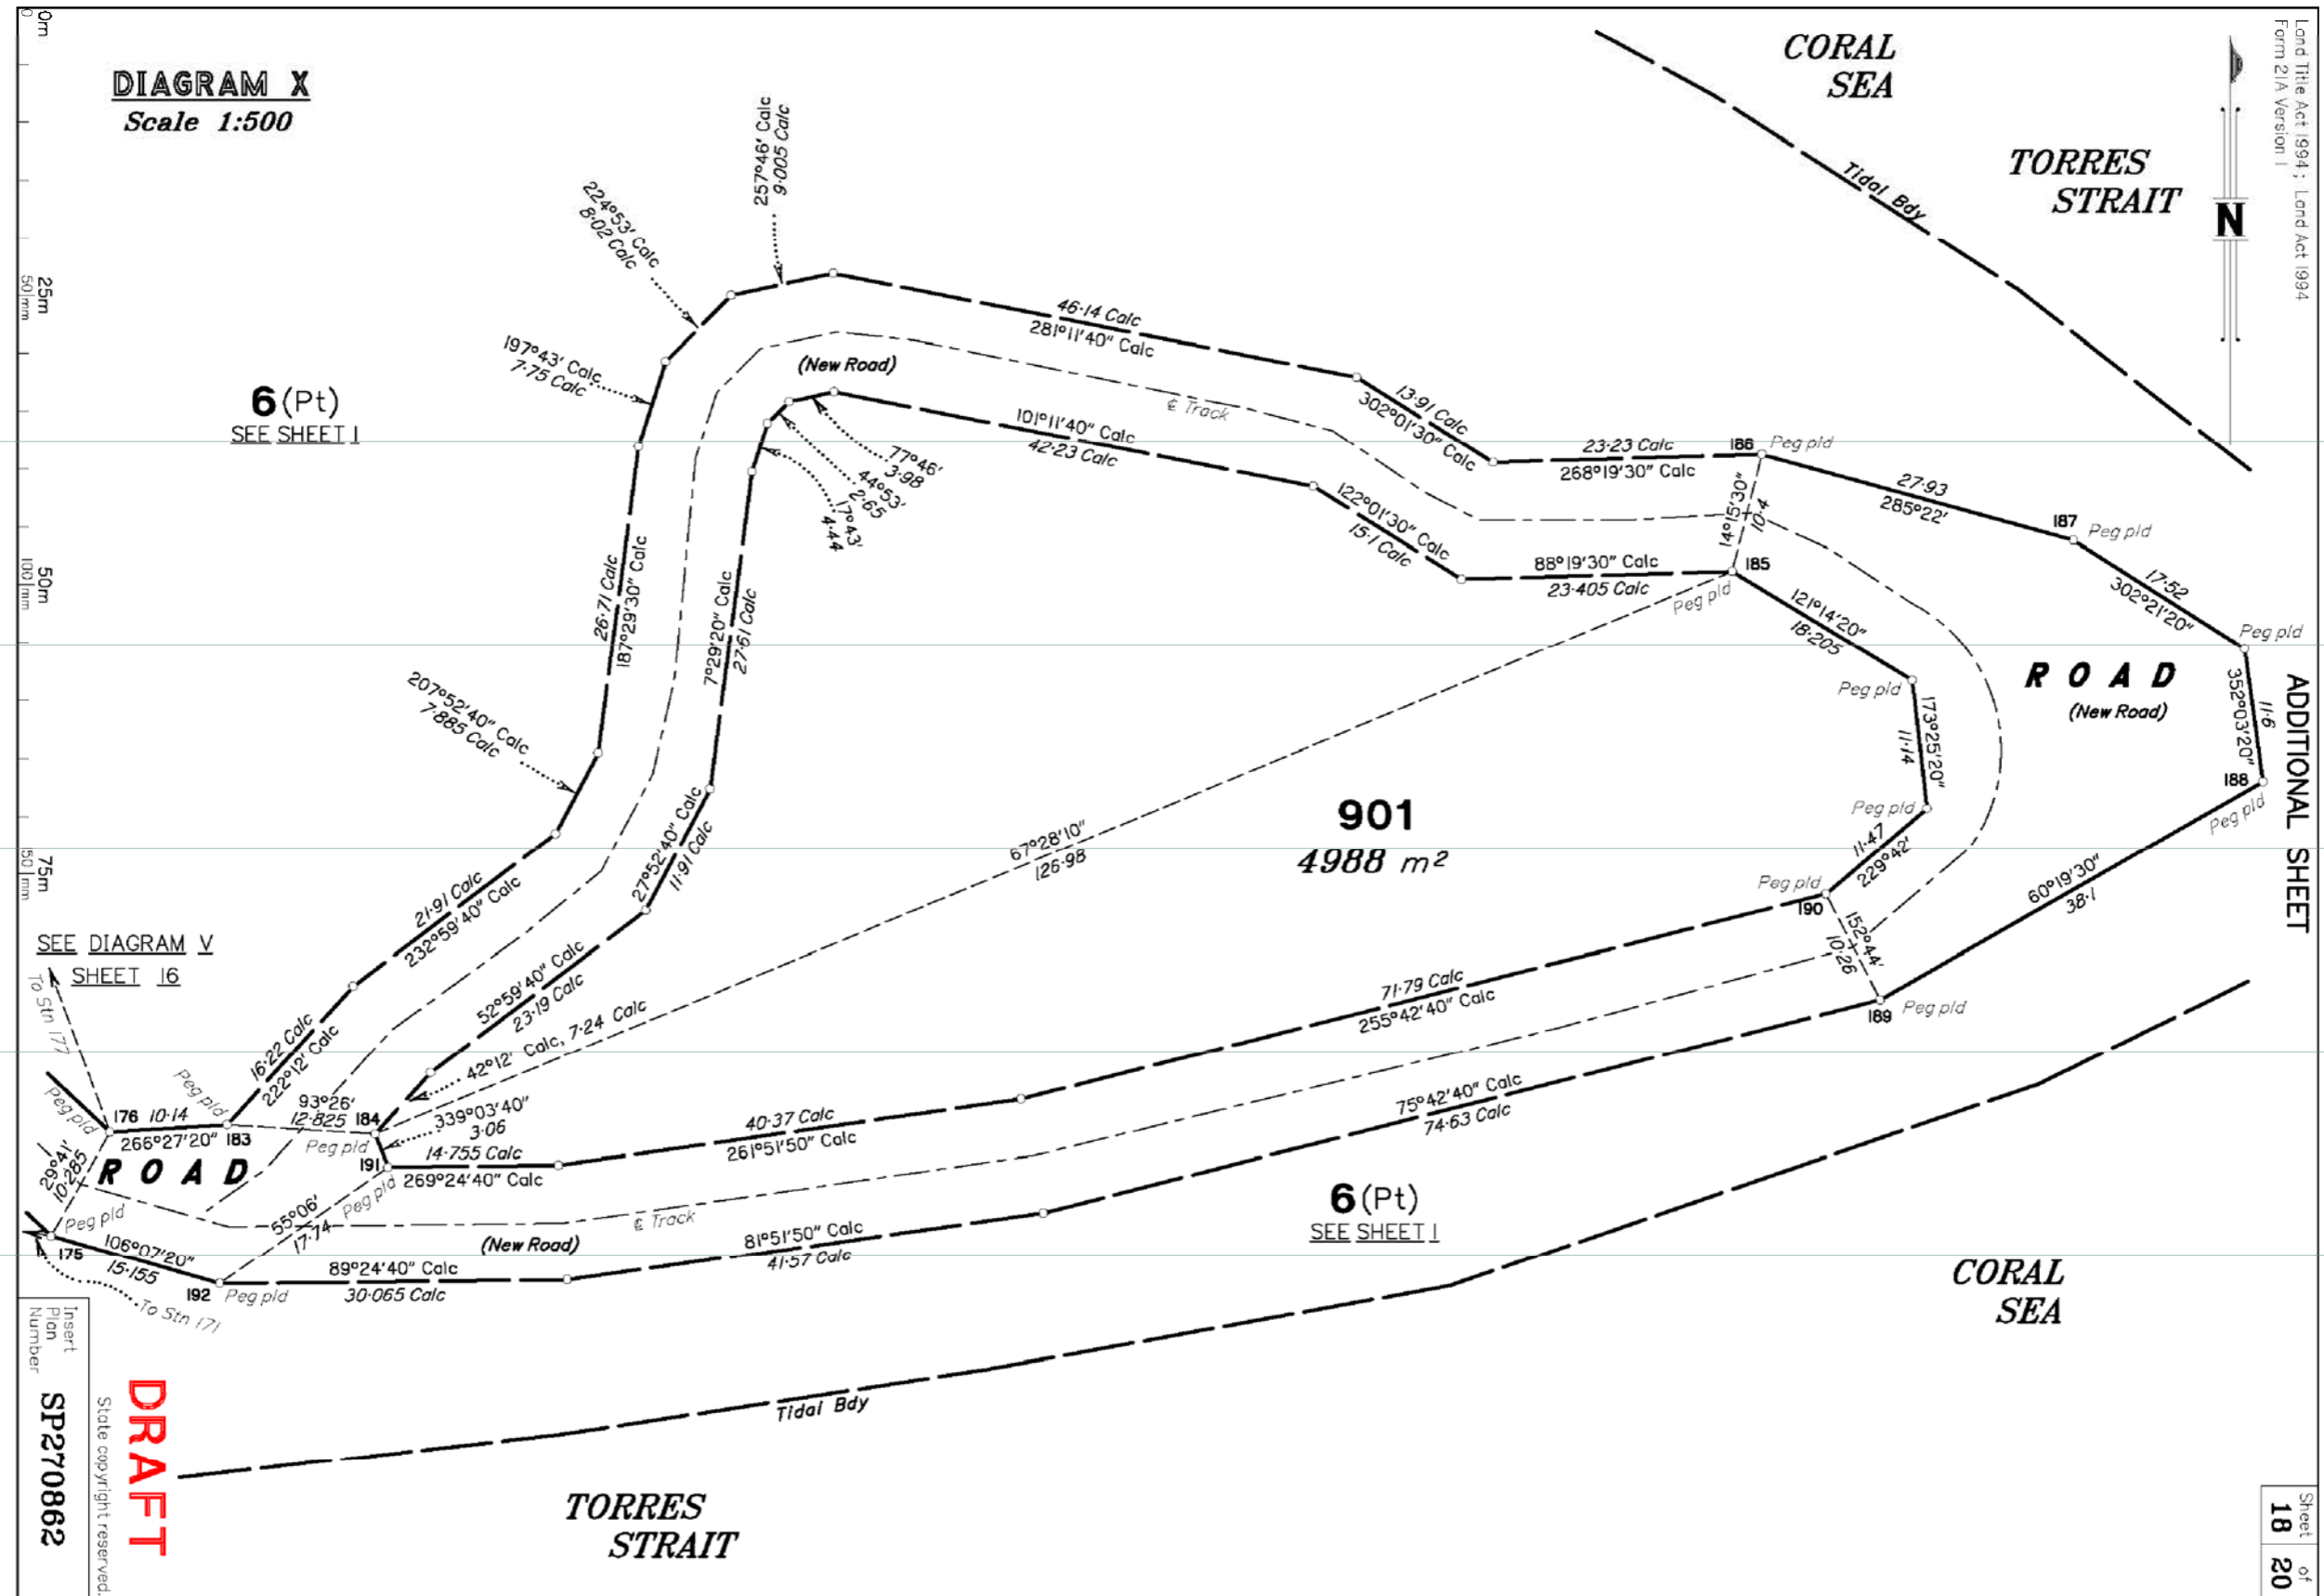 DIAGRAM X
Scale 1:500
0m
0
25m
50mm
50m
100mm
75m
150mm
Land Title Act 1994 ; Land Act 1994
Form 21A Version 1
N
CORAL
SEA
TORRES
STRAIT
Tidal Bdy
257°46' Calc
9·005 Calc
224°53' Calc
8·02 Calc
197°43' Calc
7·75 Calc
6 (Pt)
SEE SHEET 1
46·14 Calc
281°11'40" Calc
(New Road)
₠ Track
101°11'40" Calc
42·23 Calc
13·91 Calc
302°01'30" Calc
23·23 Calc
268°19'30" Calc
186
Peg pld
27·93
285°22'
187
Peg pld
17·52
302°21'20"
Peg pld
77°46'
3·98
44°53'
2·65
17°43'
4·44
122°01'30" Calc
15·1 Calc
88°19'30" Calc
23·405 Calc
14°15'30"
10·4
185
Peg pld
121°14'20"
18·205
Peg pld
173°25'20"
11·14
ROAD
(New Road)
352°03'20"
11·6
188
Peg pld
26·71 Calc
187°29'30" Calc
7°29'20" Calc
27·61 Calc
207°52'40" Calc
7·885 Calc
27°52'40" Calc
11·91 Calc
67°28'10"
126·98
901
4988 m²
Peg pld
11·47
229°42'
Peg pld
190
60°19'30"
38·1
152°44'
10·26
189
Peg pld
ADDITIONAL SHEET
21·91 Calc
232°59'40" Calc
SEE DIAGRAM V
SHEET 16
To Stn 177
52°59'40" Calc
23·19 Calc
42°12' Calc, 7·24 Calc
16·22 Calc
222°12' Calc
71·79 Calc
255°42'40" Calc
Peg pld
Peg pld
176
10·14
266°27'20"
183
93°26'
12·825
184
Peg pld
339°03'40"
3·06
191
14·755 Calc
269°24'40" Calc
Peg pld
40·37 Calc
261°51'50" Calc
75°42'40" Calc
74·63 Calc
29°41'
10·285
ROAD
55°06'
17·74
₠ Track
(New Road)
Peg pld
175
106°07'20"
15·155
192
Peg pld
89°24'40" Calc
30·065 Calc
81°51'50" Calc
41·57 Calc
To Stn 171
6 (Pt)
SEE SHEET 1
CORAL
SEA
Tidal Bdy
TORRES
STRAIT
Insert
Plan
Number
SP270862
State copyright reserved.
DRAFT
Sheet of
18 20